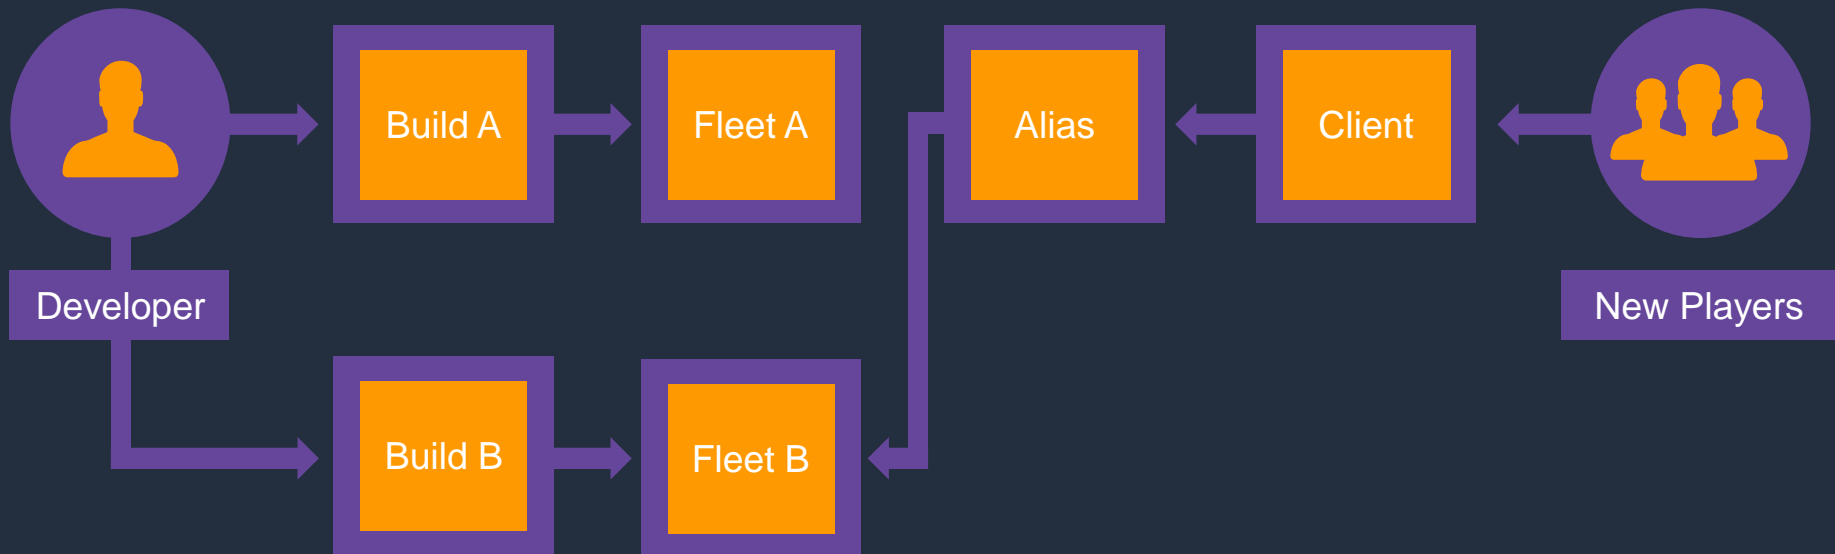 Build A
Fleet A
Alias
Client
Developer
New Players
Build B
Fleet B